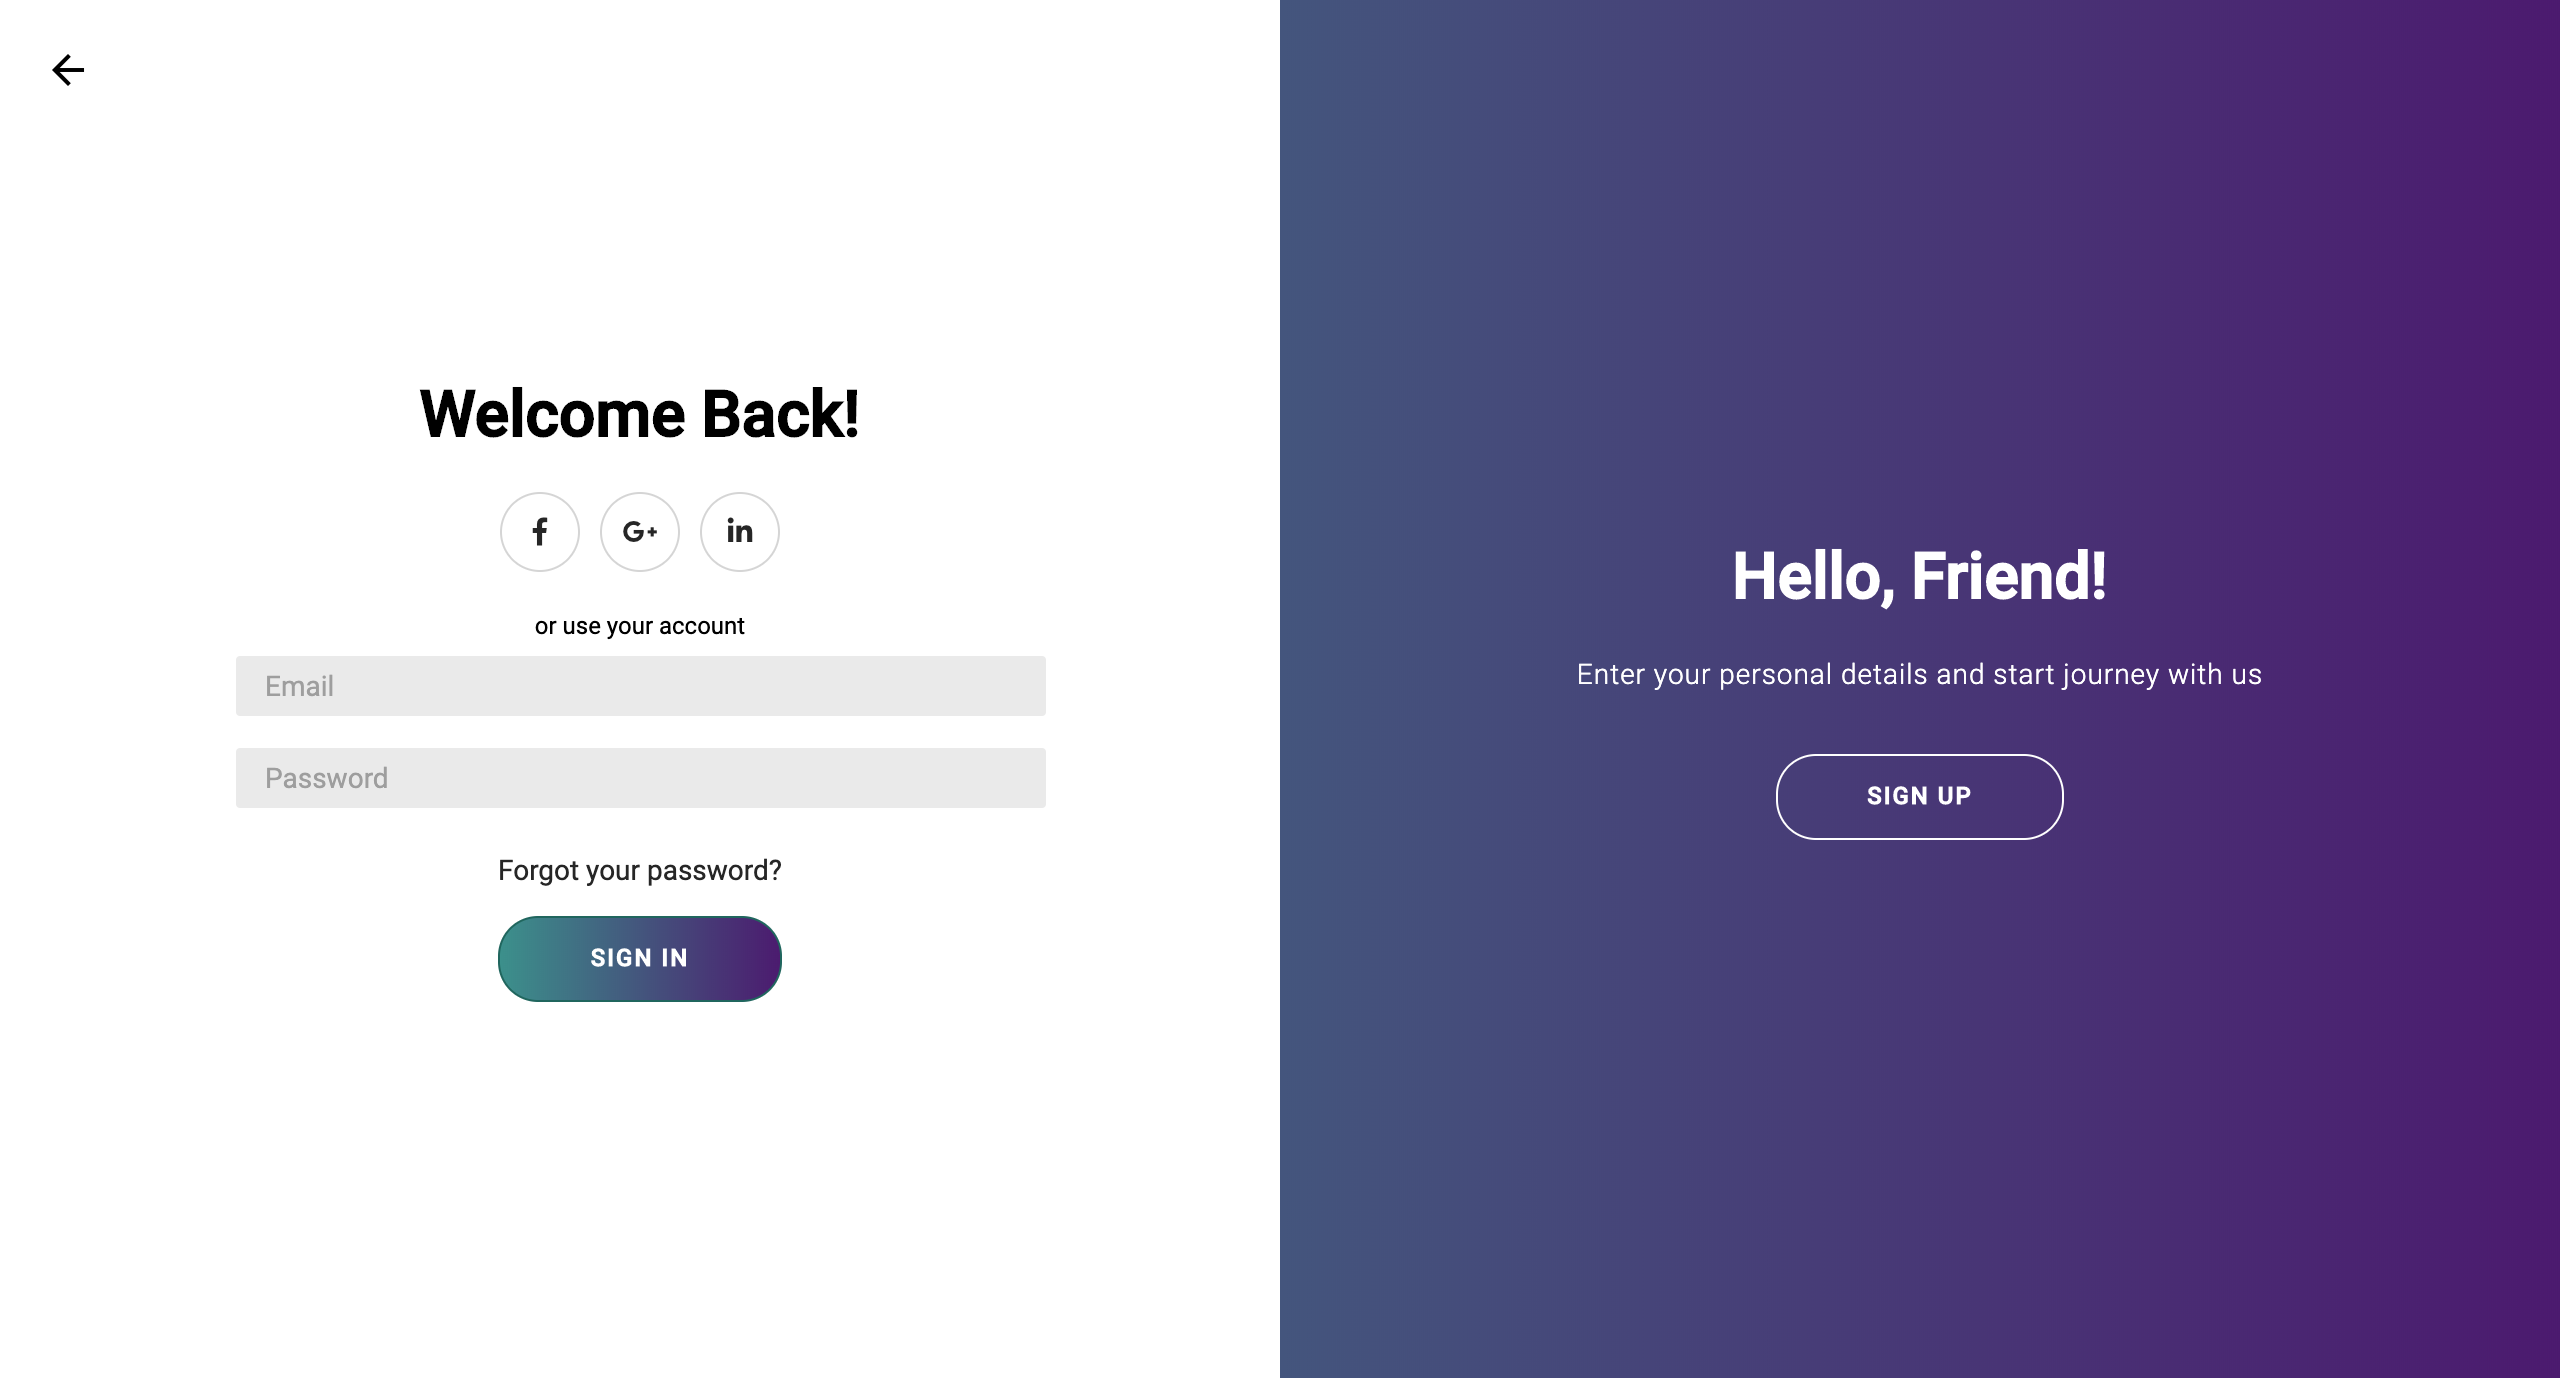 Welcome Back!
f G+ in
or use your account
Email
Password
Forgot your password?
SIGN IN
Hello, Friend!
Enter your personal details and start journey with us
SIGN UP